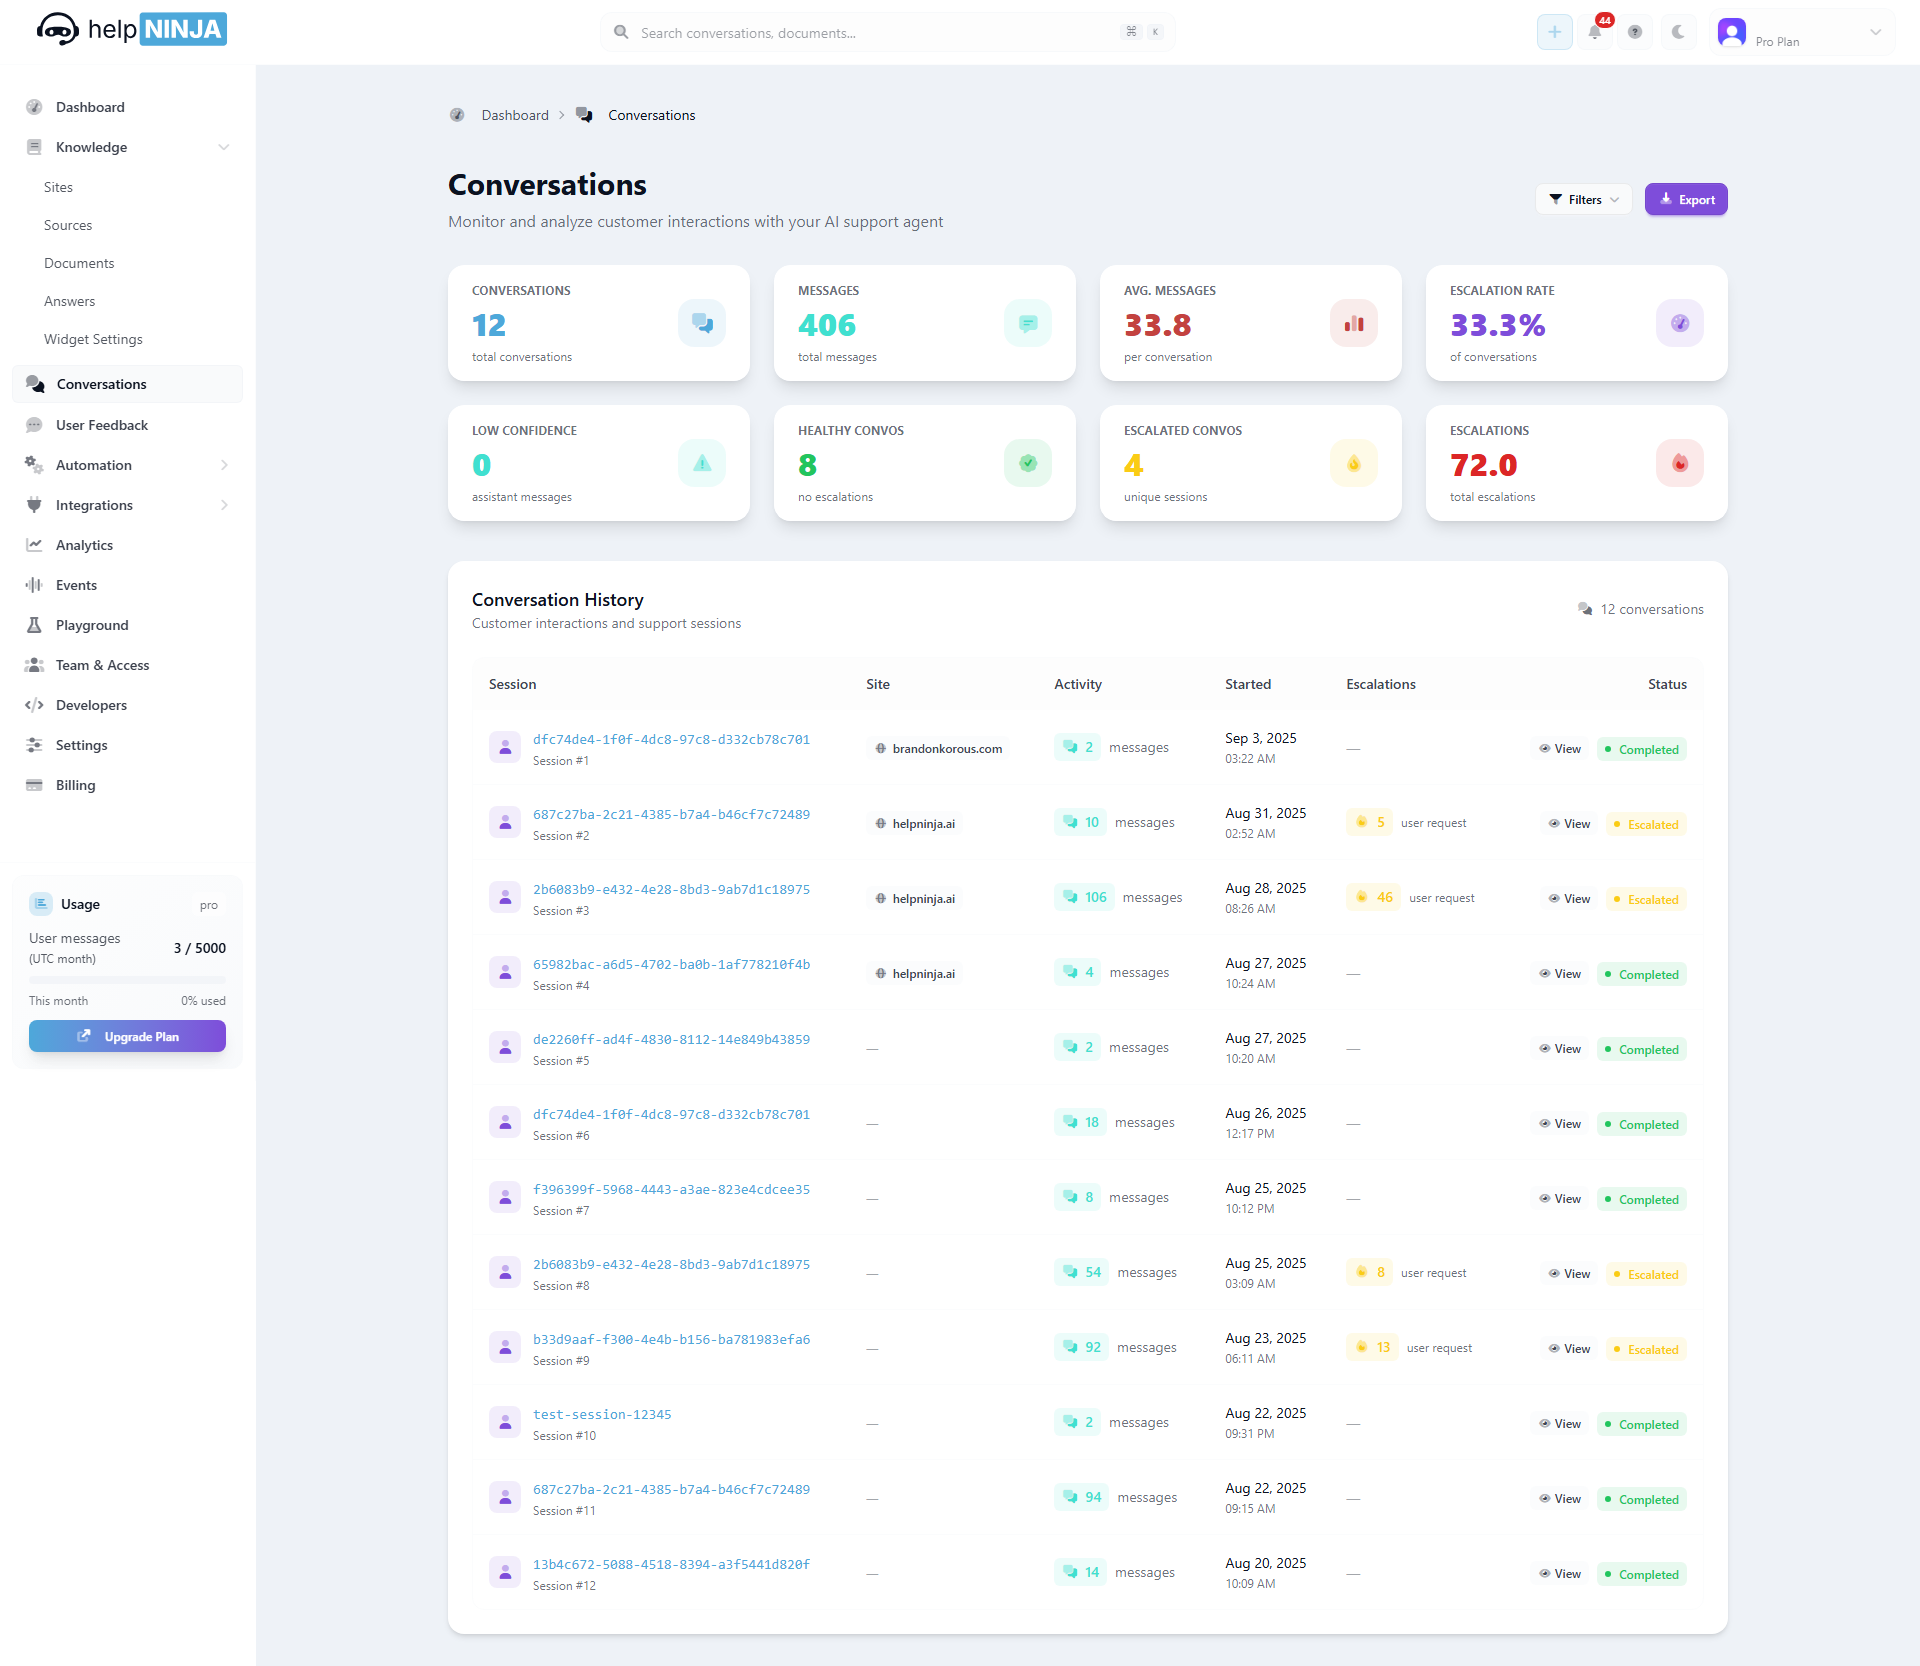 help NINJA
Search conversations, documents...
⌘ K
44
Pro Plan
Dashboard
Knowledge
Sites
Sources
Documents
Answers
Widget Settings
Conversations
User Feedback
Automation
Integrations
Analytics
Events
Playground
Team & Access
Developers
Settings
Billing
Usage pro
User messages
(UTC month)
3 / 5000
This month 0% used
Upgrade Plan
Dashboard > Conversations
Conversations
Monitor and analyze customer interactions with your AI support agent
Filters
Export
CONVERSATIONS
12
total conversations
MESSAGES
406
total messages
AVG. MESSAGES
33.8
per conversation
ESCALATION RATE
33.3%
of conversations
LOW CONFIDENCE
0
assistant messages
HEALTHY CONVOS
8
no escalations
ESCALATED CONVOS
4
unique sessions
ESCALATIONS
72.0
total escalations
Conversation History
Customer interactions and support sessions
12 conversations
Session Site Activity Started Escalations Status
dfc74de4-1f0f-4dc8-97c8-d332cb78c701
Session #1
brandonkorous.com
2 messages
Sep 3, 2025
03:22 AM
—
View
Completed
687c27ba-2c21-4385-b7a4-b46cf7c72489
Session #2
helpninja.ai
10 messages
Aug 31, 2025
02:52 AM
5 user request
View
Escalated
2b6083b9-e432-4e28-8bd3-9ab7d1c18975
Session #3
helpninja.ai
106 messages
Aug 28, 2025
08:26 AM
46 user request
View
Escalated
65982bac-a6d5-4702-ba0b-1af778210f4b
Session #4
helpninja.ai
4 messages
Aug 27, 2025
10:24 AM
—
View
Completed
de2260ff-ad4f-4830-8112-14e849b43859
Session #5
—
2 messages
Aug 27, 2025
10:20 AM
—
View
Completed
dfc74de4-1f0f-4dc8-97c8-d332cb78c701
Session #6
—
18 messages
Aug 26, 2025
12:17 PM
—
View
Completed
f396399f-5968-4443-a3ae-823e4cdcee35
Session #7
—
8 messages
Aug 25, 2025
10:12 PM
—
View
Completed
2b6083b9-e432-4e28-8bd3-9ab7d1c18975
Session #8
—
54 messages
Aug 25, 2025
03:09 AM
8 user request
View
Escalated
b33d9aaf-f300-4e4b-b156-ba781983efa6
Session #9
—
92 messages
Aug 23, 2025
06:11 AM
13 user request
View
Escalated
test-session-12345
Session #10
—
2 messages
Aug 22, 2025
09:31 PM
—
View
Completed
687c27ba-2c21-4385-b7a4-b46cf7c72489
Session #11
—
94 messages
Aug 22, 2025
09:15 AM
—
View
Completed
13b4c672-5088-4518-8394-a3f5441d820f
Session #12
—
14 messages
Aug 20, 2025
10:09 AM
—
View
Completed